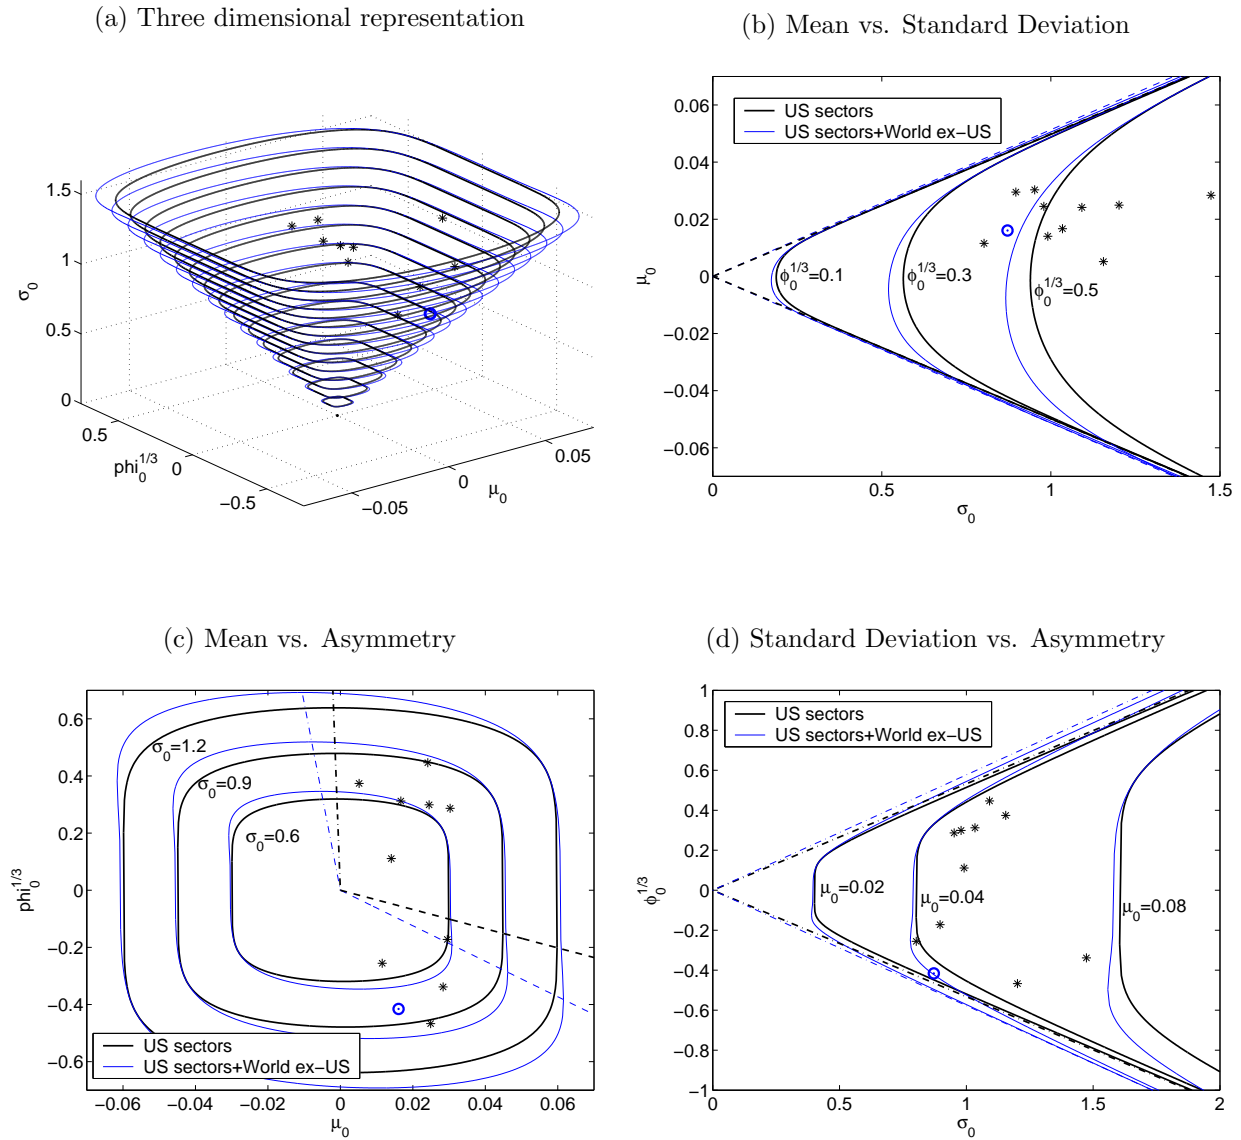 (a) Three dimensional representation
1.5
1
0.5
0
σ0
0.5
0
−0.5
phi0^1/3
−0.05
0
0.05
μ0
(b) Mean vs. Standard Deviation
0.06
0.04
0.02
0
−0.02
−0.04
−0.06
μ0
US sectors
US sectors+World ex−US
ϕ0^1/3=0.1
ϕ0^1/3=0.3
ϕ0^1/3=0.5
0
0.5
1
1.5
σ0
(c) Mean vs. Asymmetry
0.6
0.4
0.2
0
−0.2
−0.4
−0.6
phi0^1/3
σ0=1.2
σ0=0.9
σ0=0.6
US sectors
US sectors+World ex−US
−0.06
−0.04
−0.02
0
0.02
0.04
0.06
μ0
(d) Standard Deviation vs. Asymmetry
1
0.8
0.6
0.4
0.2
0
−0.2
−0.4
−0.6
−0.8
−1
ϕ0^1/3
US sectors
US sectors+World ex−US
μ0=0.02
μ0=0.04
μ0=0.08
0
0.5
1
1.5
2
σ0